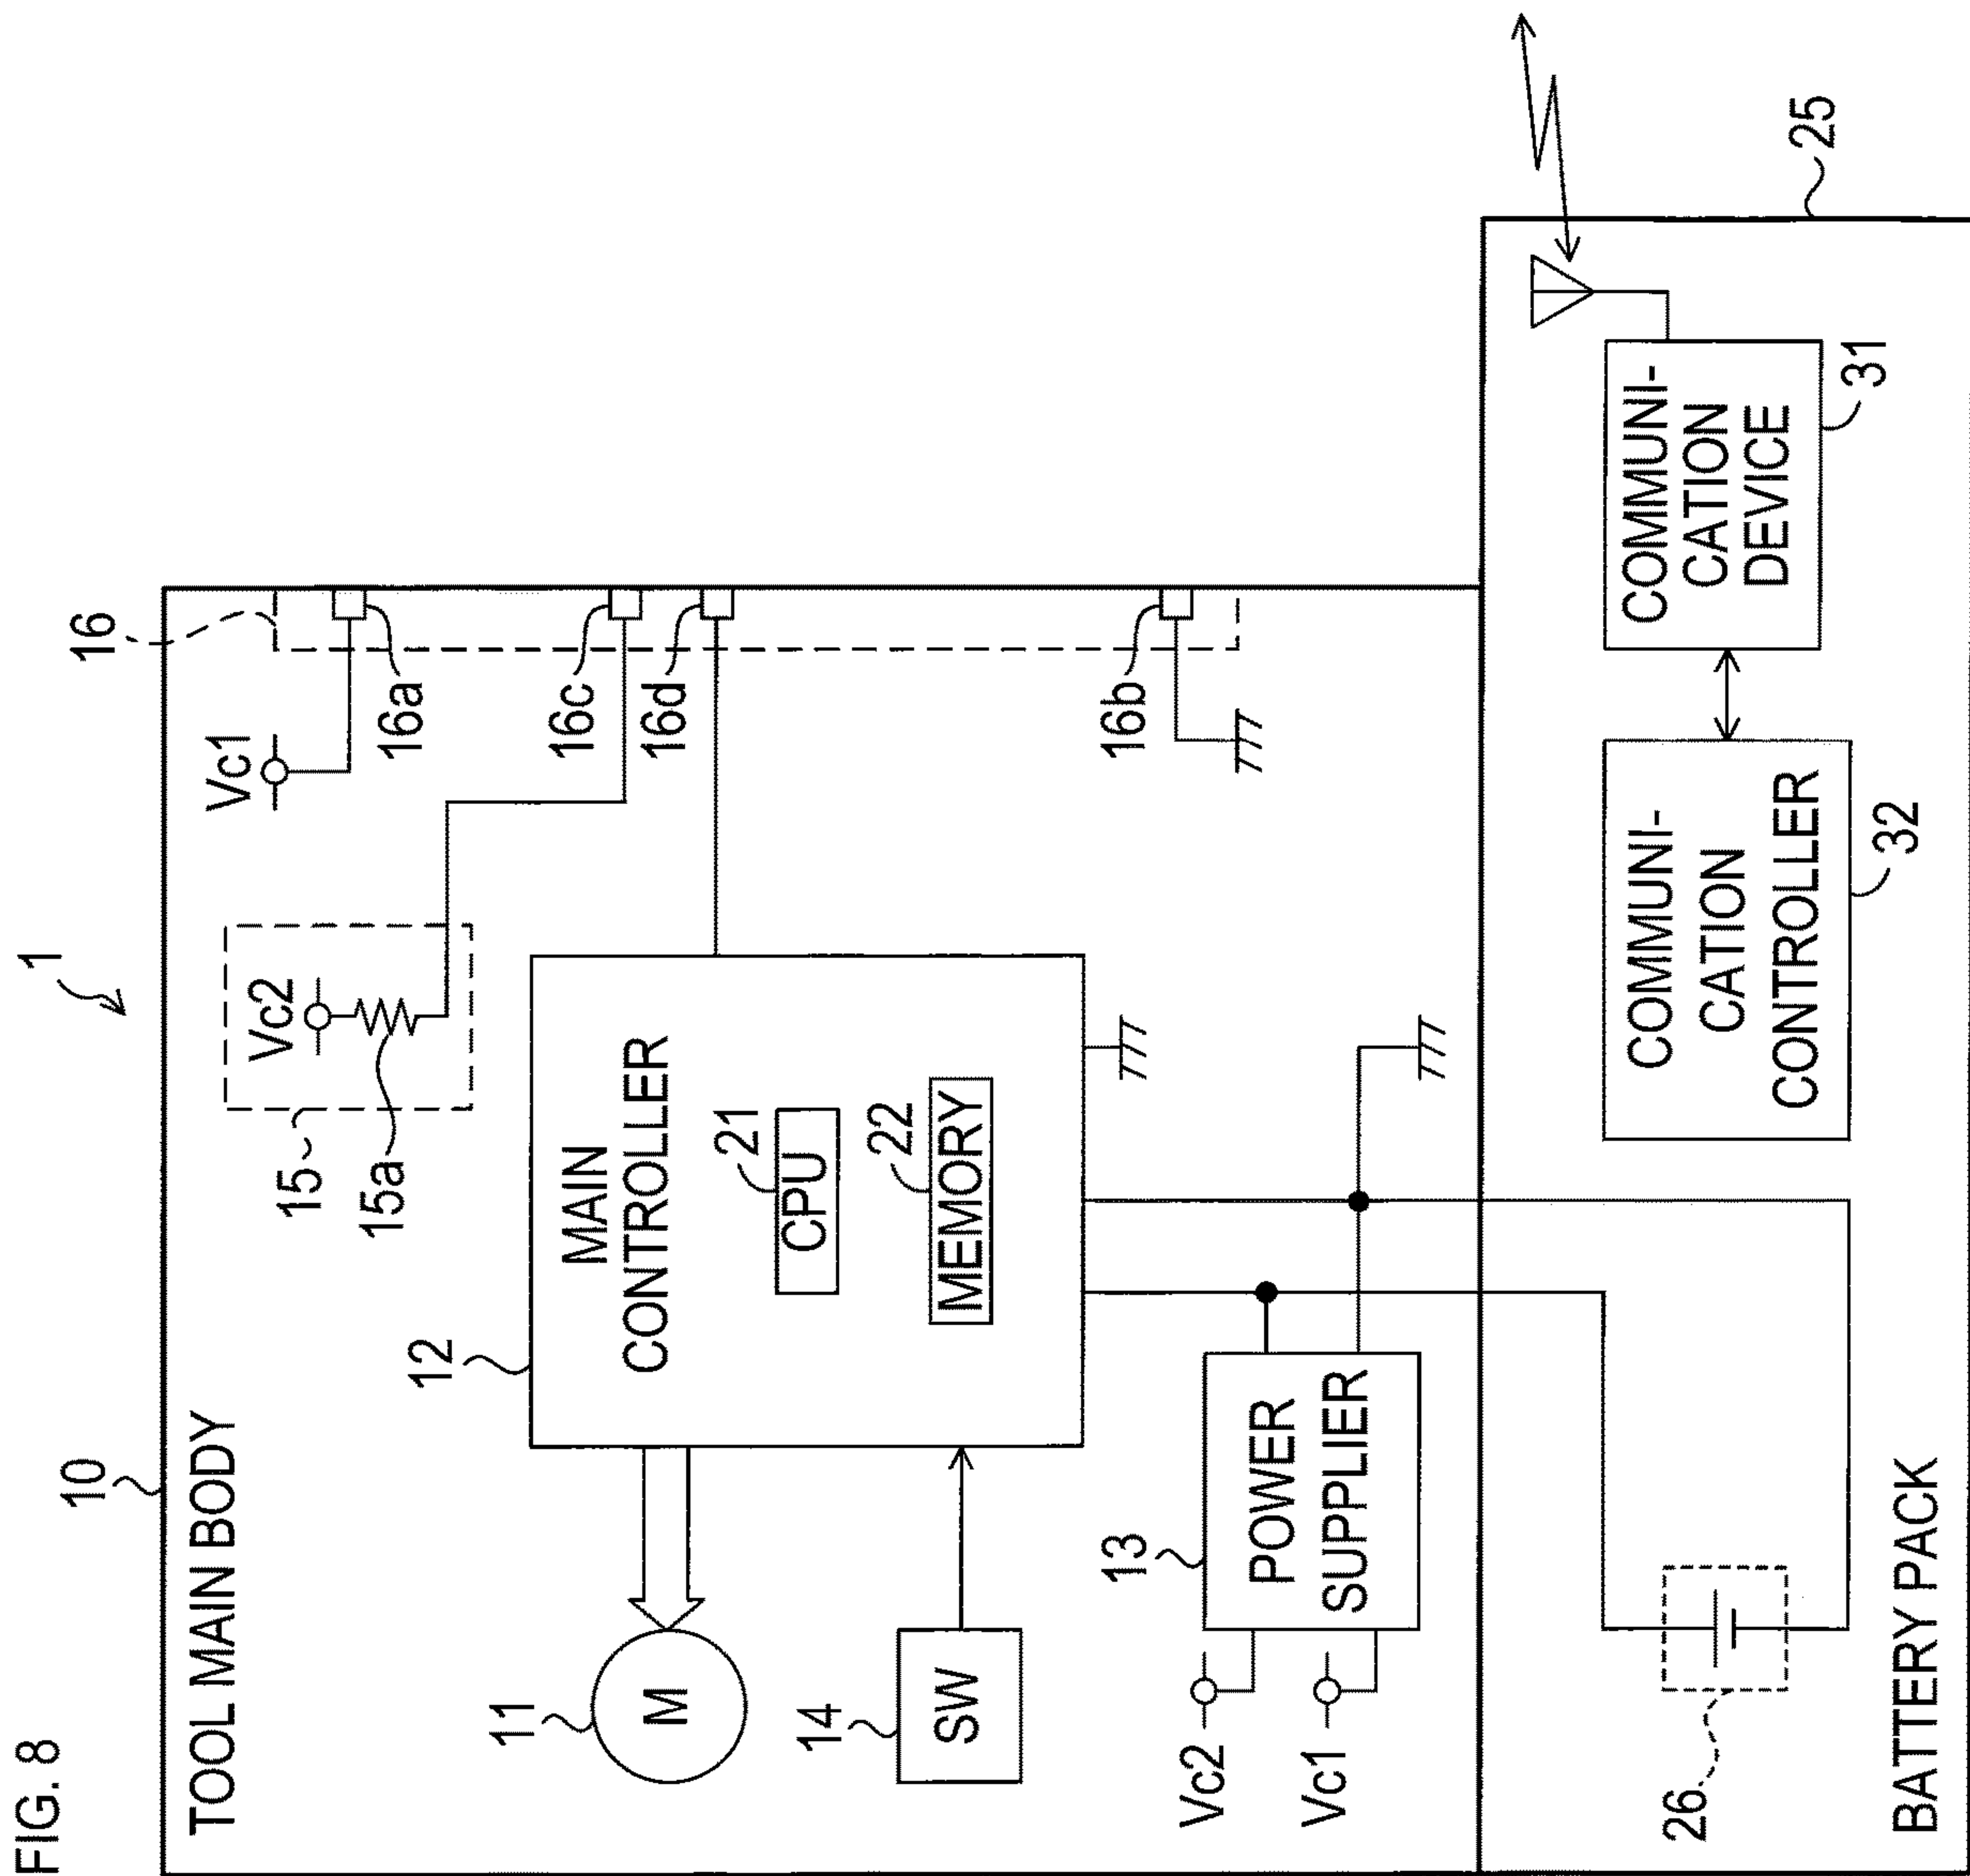 FIG. 8
1
10
TOOL MAIN BODY
16
Vc1
Vc2
15
15a
16a
16c
16d
16b
12
MAIN
CONTROLLER
21
CPU
22
MEMORY
11
M
14
SW
13
POWER
SUPPLIER
Vc2
Vc1
25
COMMUNI-
CATION
CONTROLLER
32
COMMUNI-
CATION
DEVICE
31
26
BATTERY PACK